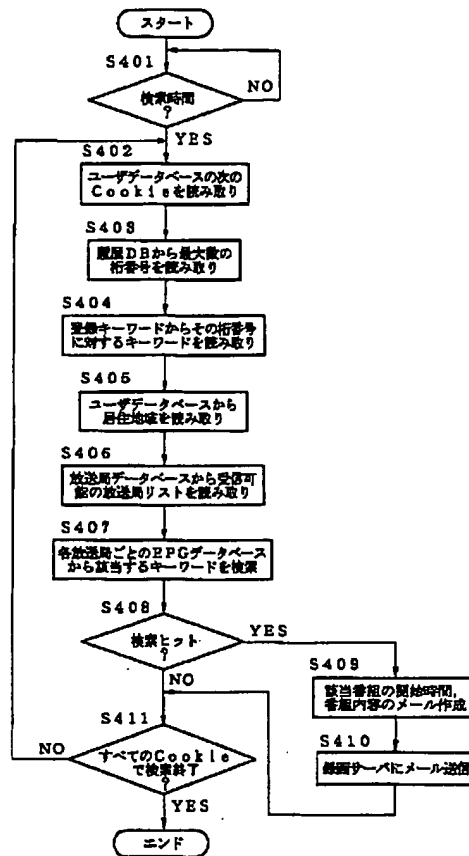 スタート
S401
検索時間
?
NO
YES
S402
ユーザデータベースの次の
Cookieを読み取り
S403
履歴DBから最大数の
桁番号を読み取り
S404
登録キーワードからその桁番号
に対するキーワードを読み取り
S405
ユーザデータベースから
居住地域を読み取り
S406
放送局データベースから受信可
能の放送局リストを読み取り
S407
各放送局ごとのEPGデータベース
から該当するキーワードを検索
S408
検索ヒット
?
YES
NO
S409
該当番組の開始時間,
番組内容のメール作成
S410
録画サーバにメール送信
S411
すべてのCookie
で検索終了
?
NO
YES
エンド